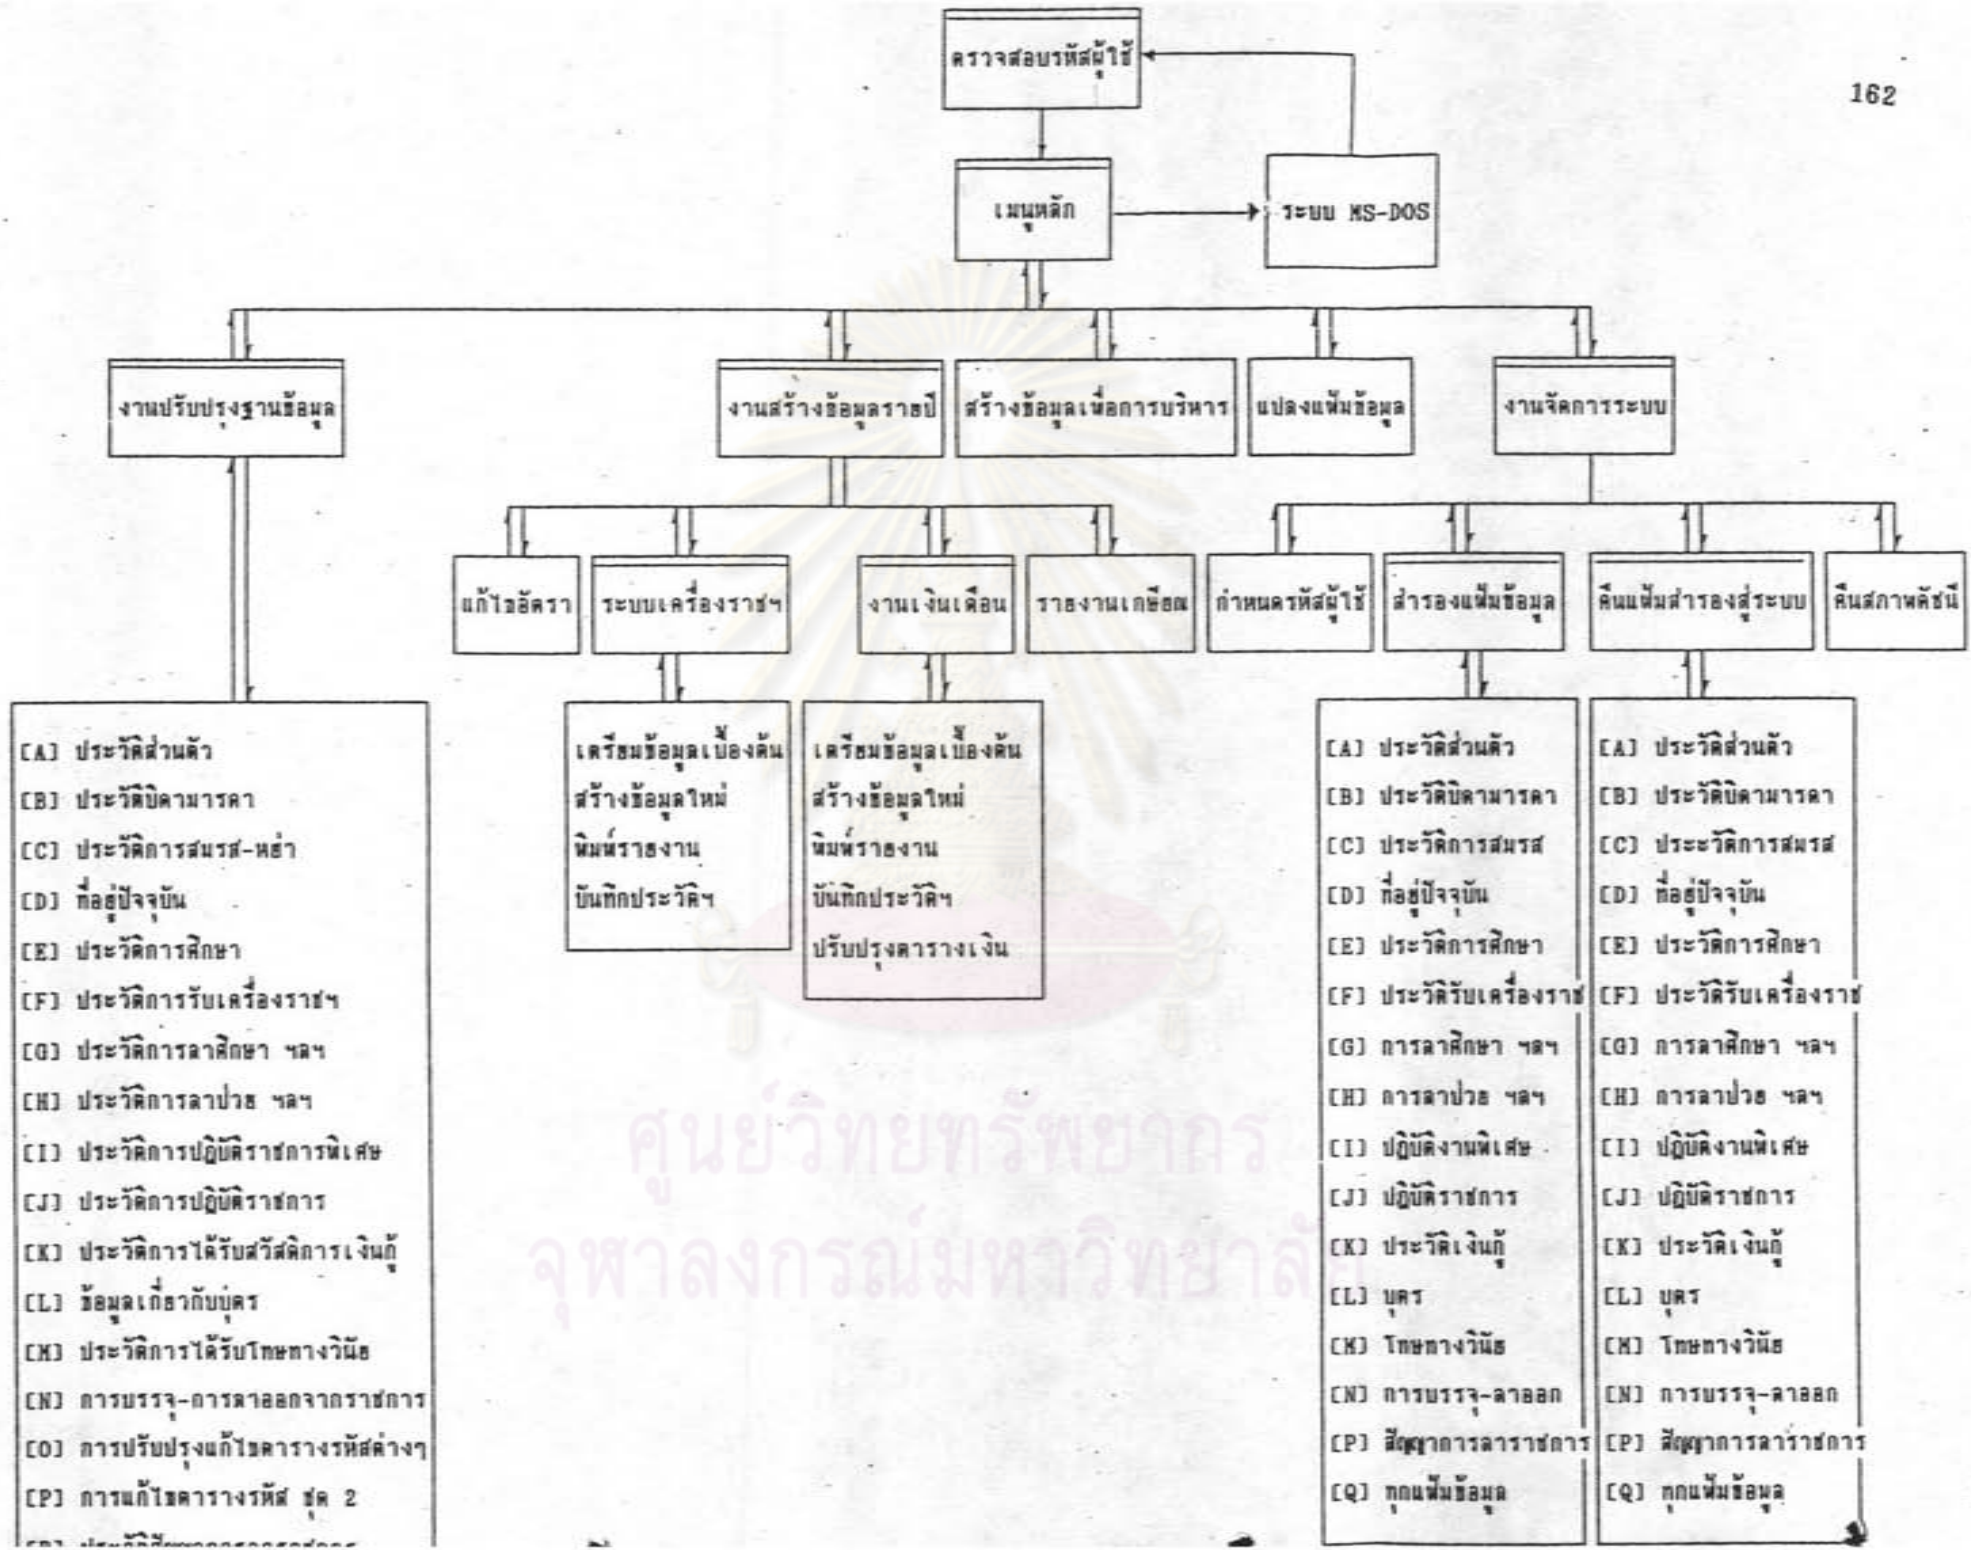 ตรวจสอบรหัสผู้ใช้
162
เมนูหลัก
ระบบ MS-DOS
งานปรับปรุงฐานข้อมูล
งานสร้างข้อมูลรายปี
สร้างข้อมูลเพื่อการบริหาร
แปลงแฟ้มข้อมูล
งานจัดการระบบ
แก้ไขอัตรา
ระบบเครื่องราชฯ
งานเงินเดือน
รายงานเกษียณ
กำหนดรหัสผู้ใช้
สำรองแฟ้มข้อมูล
คืนแฟ้มสำรองสู่ระบบ
คืนสภาพดัชนี
[A] ประวัติส่วนตัว
[B] ประวัติบิดามารดา
[C] ประวัติการสมรส-หย่า
[D] ที่อยู่ปัจจุบัน
[E] ประวัติการศึกษา
[F] ประวัติการรับเครื่องราชฯ
[G] ประวัติการลาศึกษา ฯลฯ
[H] ประวัติการลาป่วย ฯลฯ
[I] ประวัติการปฏิบัติราชการพิเศษ
[J] ประวัติการปฏิบัติราชการ
[K] ประวัติการได้รับสวัสดิการเงินกู้
[L] ข้อมูลเกี่ยวกับบุตร
[M] ประวัติการได้รับโทษทางวินัย
[N] การบรรจุ-การลาออกจากราชการ
[O] การปรับปรุงแก้ไขตารางรหัสต่างๆ
[P] การแก้ไขตารางรหัส ชุด 2
เตรียมข้อมูลเบื้องต้น
สร้างข้อมูลใหม่
พิมพ์รายงาน
บันทึกประวัติฯ
เตรียมข้อมูลเบื้องต้น
สร้างข้อมูลใหม่
พิมพ์รายงาน
บันทึกประวัติฯ
ปรับปรุงตารางเงิน
[A] ประวัติส่วนตัว
[B] ประวัติบิดามารดา
[C] ประวัติการสมรส
[D] ที่อยู่ปัจจุบัน
[E] ประวัติการศึกษา
[F] ประวัติรับเครื่องราช
[G] การลาศึกษา ฯลฯ
[H] การลาป่วย ฯลฯ
[I] ปฏิบัติงานพิเศษ
[J] ปฏิบัติราชการ
[K] ประวัติเงินกู้
[L] บุตร
[M] โทษทางวินัย
[N] การบรรจุ-ลาออก
[P] สัญญาการลาราชการ
[Q] ทุกแฟ้มข้อมูล
[A] ประวัติส่วนตัว
[B] ประวัติบิดามารดา
[C] ประะวัติการสมรส
[D] ที่อยู่ปัจจุบัน
[E] ประวัติการศึกษา
[F] ประวัติรับเครื่องราช
[G] การลาศึกษา ฯลฯ
[H] การลาป่วย ฯลฯ
[I] ปฏิบัติงานพิเศษ
[J] ปฏิบัติราชการ
[K] ประวัติเงินกู้
[L] บุตร
[M] โทษทางวินัย
[N] การบรรจุ-ลาออก
[P] สัญญาการลาราชการ
[Q] ทุกแฟ้มข้อมูล
ศูนย์วิทยทรัพยากร
จุฬาลงกรณ์มหาวิทยาลัย